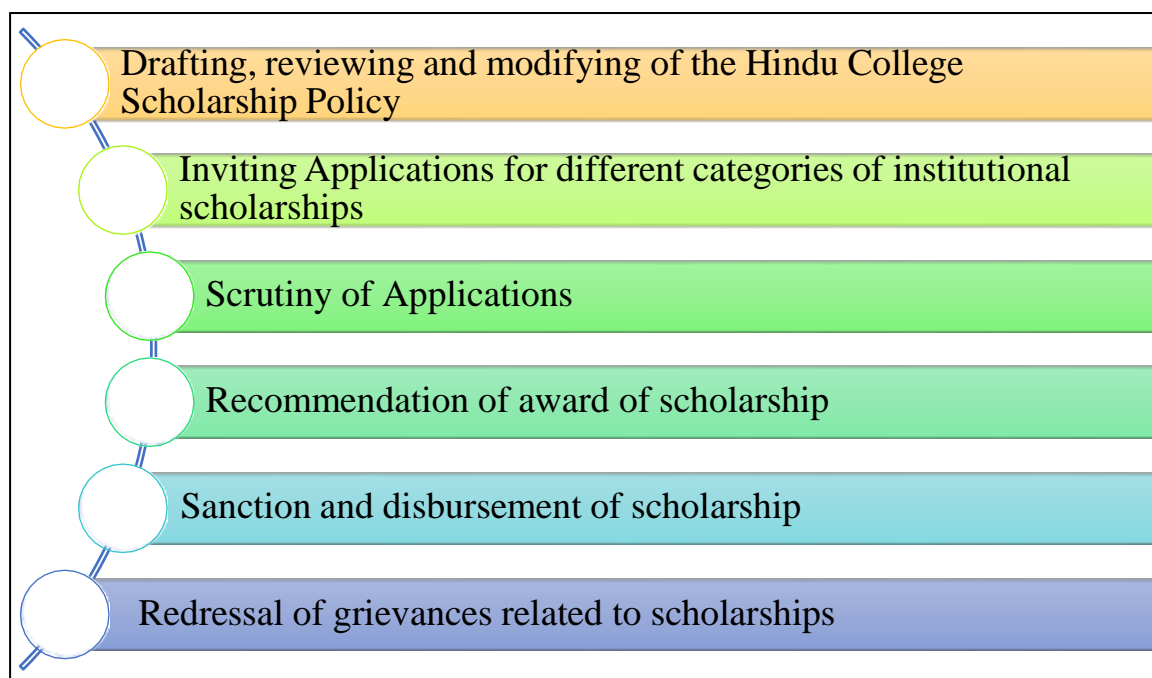 Drafting, reviewing and modifying of the Hindu College
Scholarship Policy
Inviting Applications for different categories of institutional
scholarships
Scrutiny of Applications
Recommendation of award of scholarship
Sanction and disbursement of scholarship
Redressal of grievances related to scholarships